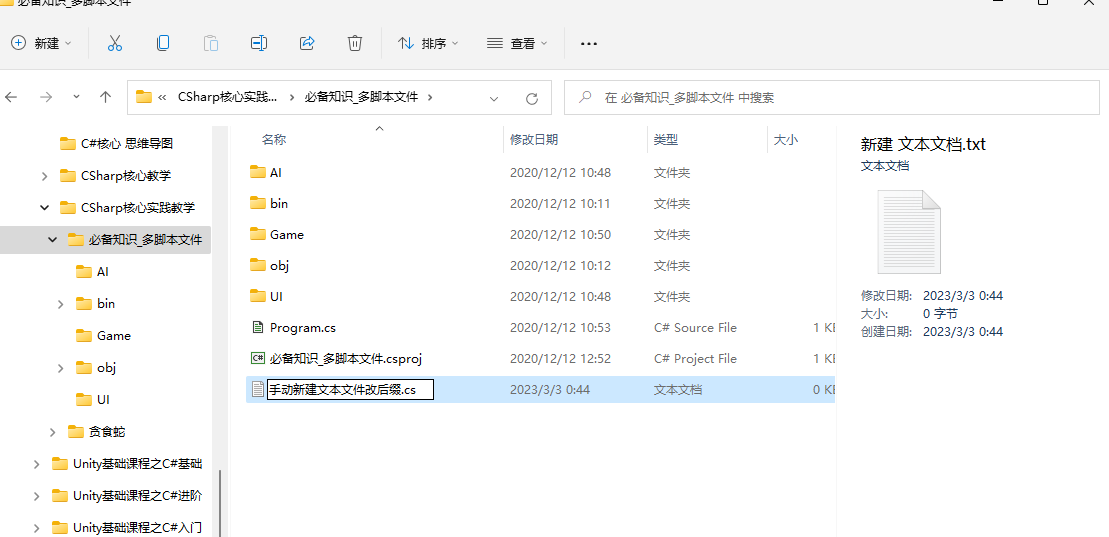 必备知识_多脚本文件
新建 排序 查看
« CSharp核心实践... 必备知识_多脚本文件 在 必备知识_多脚本文件 中搜索
C#核心 思维导图
CSharp核心教学
CSharp核心实践教学
必备知识_多脚本文件
AI
bin
Game
obj
UI
贪食蛇
Unity基础课程之C#基础
Unity基础课程之C#进阶
Unity基础课程之C#入门
名称 修改日期 类型 大小
AI 2020/12/12 10:48 文件夹
bin 2020/12/12 10:11 文件夹
Game 2020/12/12 10:50 文件夹
obj 2020/12/12 10:12 文件夹
UI 2020/12/12 10:48 文件夹
Program.cs 2020/12/12 10:53 C# Source File 1 KB
C# 必备知识_多脚本文件.csproj 2020/12/12 12:52 C# Project File 1 KB
手动新建文本文件改后缀.cs 2023/3/3 0:44 文本文档 0 KB
新建 文本文档.txt
文本文档
修改日期: 2023/3/3 0:44
大小: 0 字节
创建日期: 2023/3/3 0:44